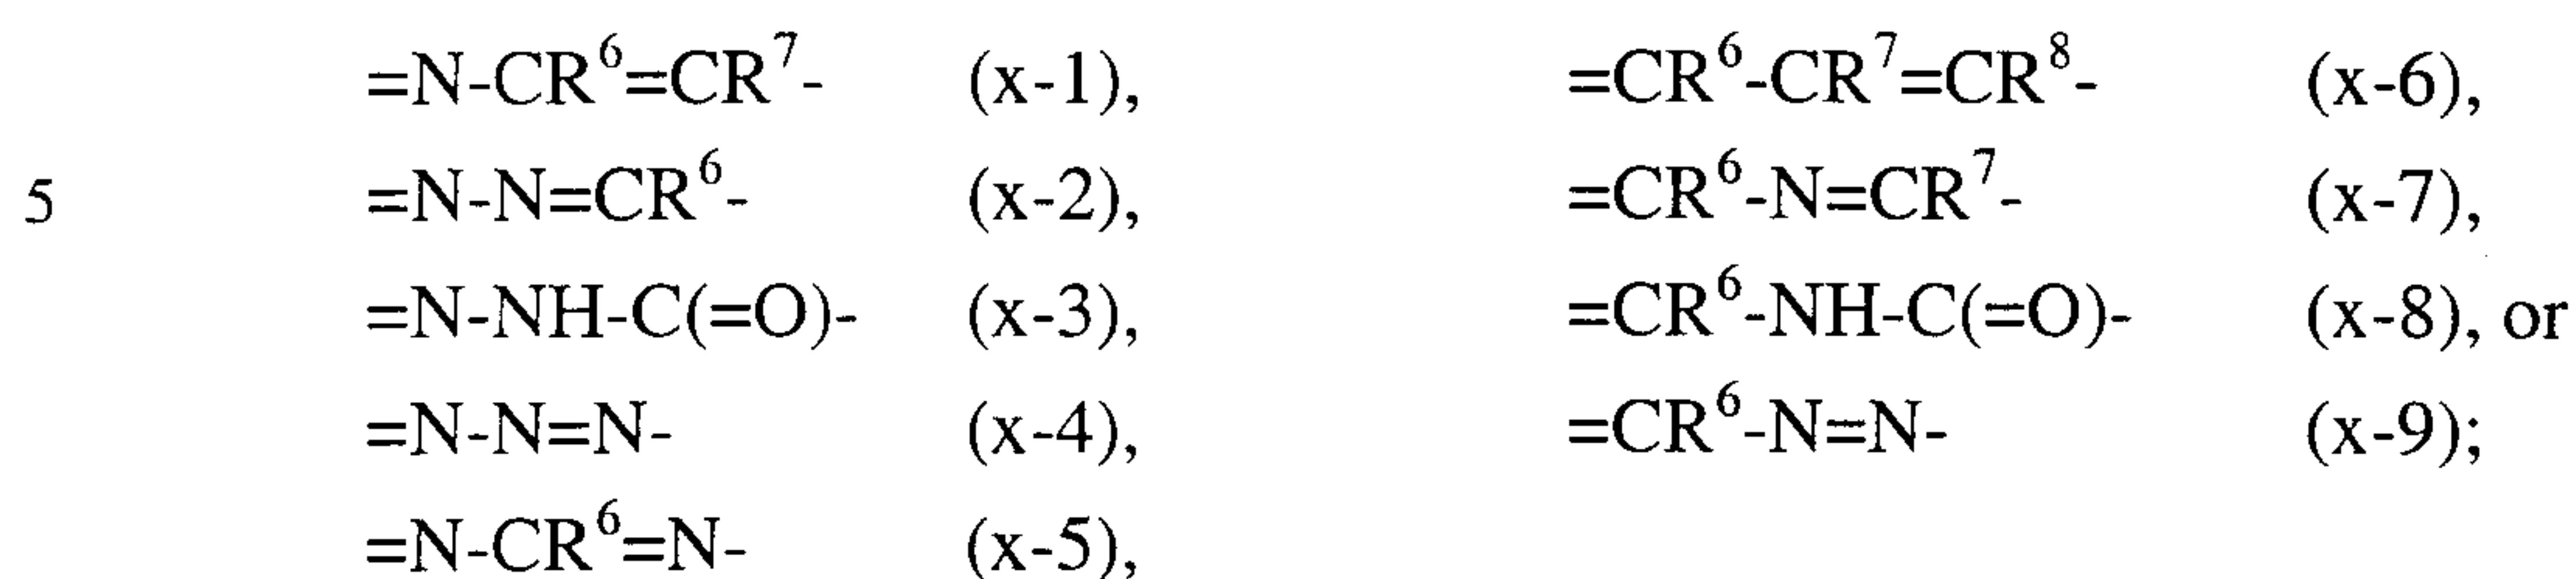 =N-CR⁶=CR⁷- (x-1), =CR⁶-CR⁷=CR⁸- (x-6),
5 =N-N=CR⁶- (x-2), =CR⁶-N=CR⁷- (x-7),
=N-NH-C(=O)- (x-3), =CR⁶-NH-C(=O)- (x-8), or
=N-N=N- (x-4), =CR⁶-N=N- (x-9);
=N-CR⁶=N- (x-5),